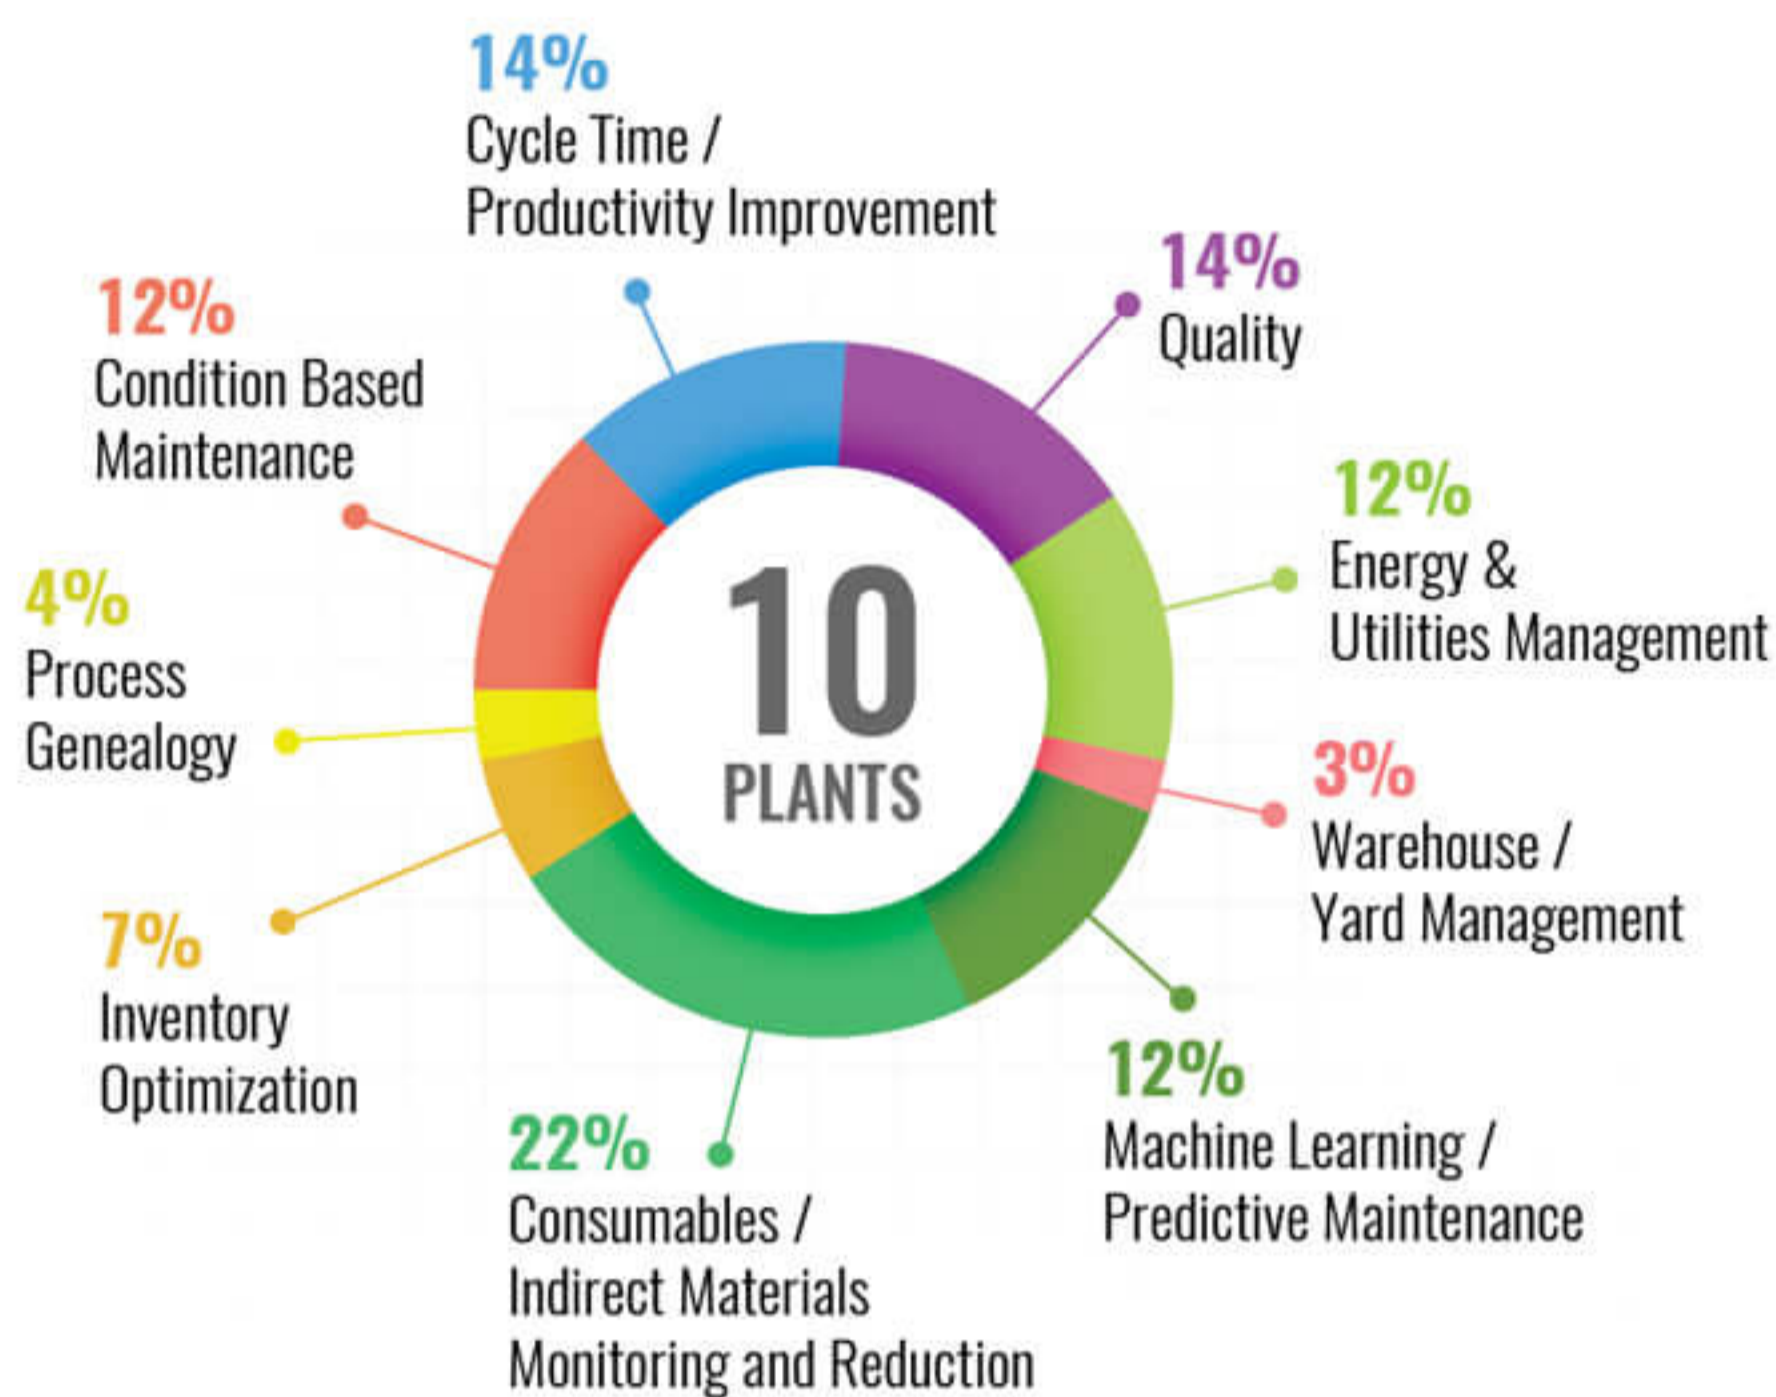 14%
Cycle Time /
Productivity Improvement
14%
Quality
12%
Energy &
Utilities Management
3%
Warehouse /
Yard Management
12%
Machine Learning /
Predictive Maintenance
22%
Consumables /
Indirect Materials
Monitoring and Reduction
7%
Inventory
Optimization
4%
Process
Genealogy
12%
Condition Based
Maintenance
10
PLANTS